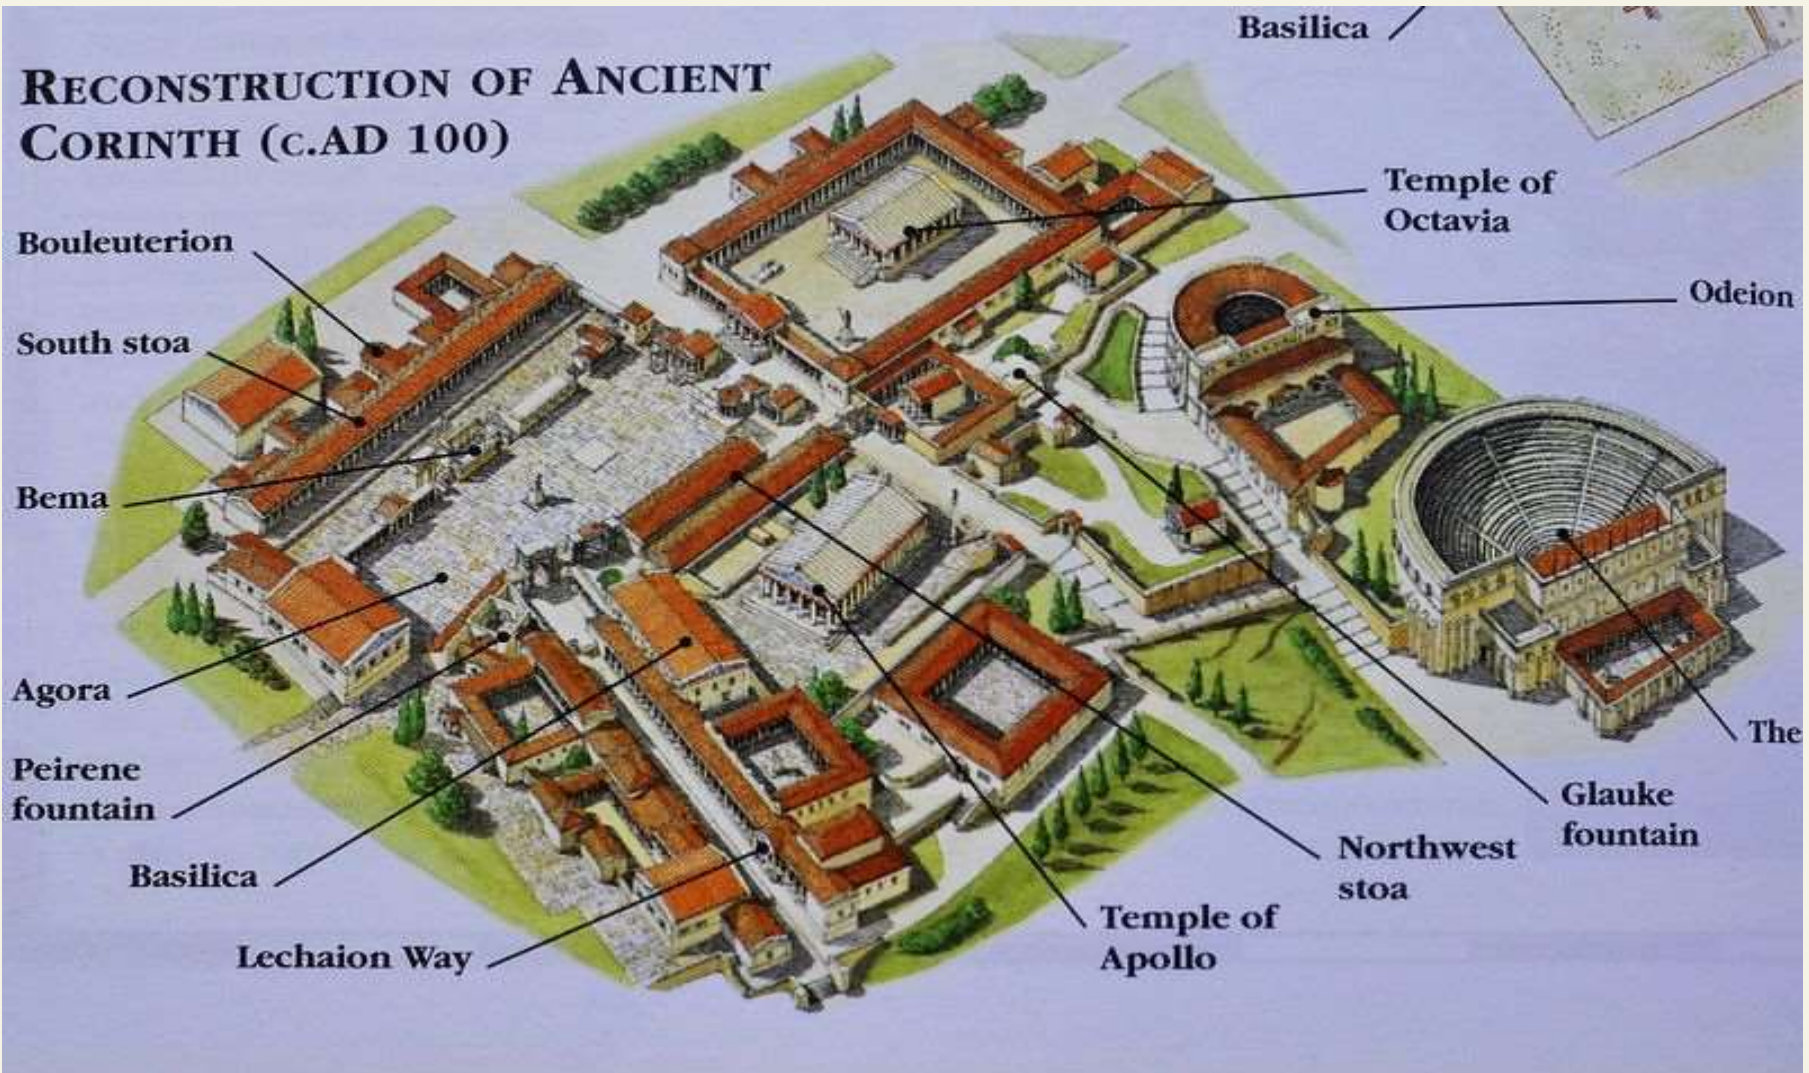 RECONSTRUCTION OF ANCIENT
CORINTH (C.AD 100)
Basilica
Temple of
Octavia
Bouleuterion
Odeion
South stoa
Bema
Agora
The
Peirene
fountain
Glauke
fountain
Northwest
stoa
Basilica
Temple of
Apollo
Lechaion Way